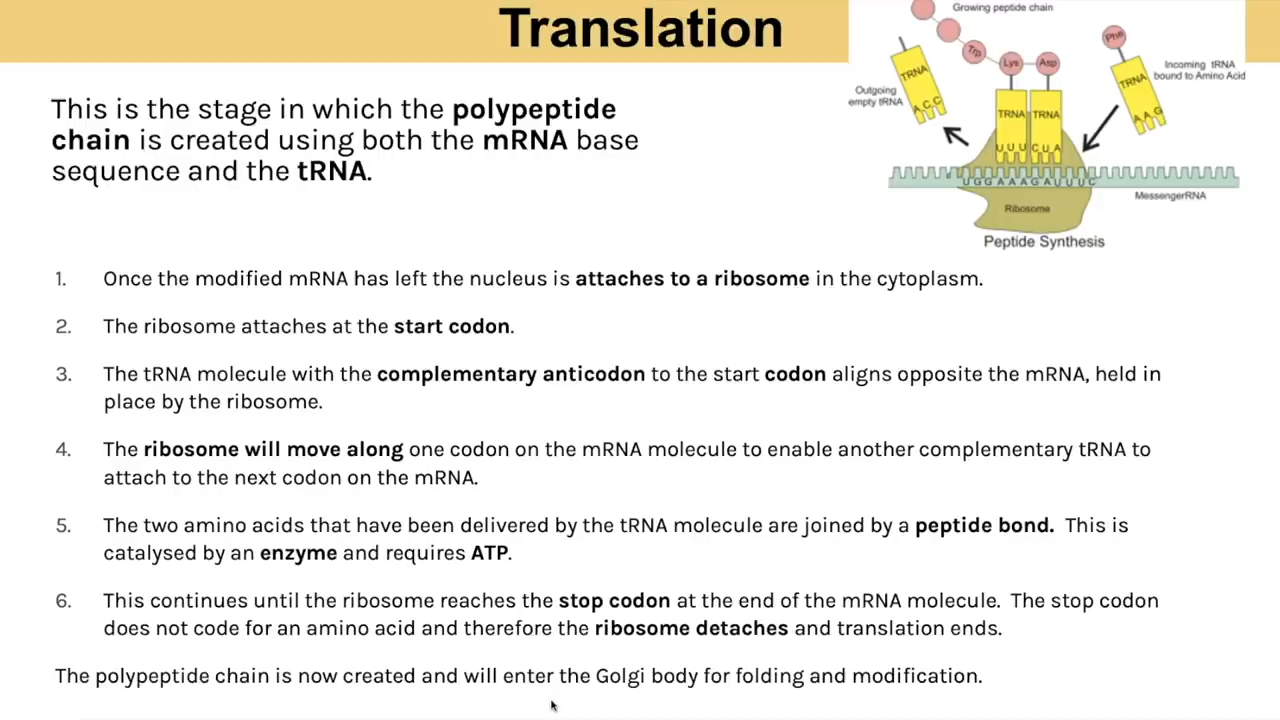 Translation
This is the stage in which the polypeptide
chain is created using both the mRNA base
sequence and the tRNA.
Growing peptide chain
Trp
Lys
Asp
Phe
TRNA
A C C
TRNA
TRNA
TRNA
A A G
Incoming tRNA
bound to Amino Acid
Outgoing
empty tRNA
U U U C U A
U G G A A A G A U U U C
MessengerRNA
Ribosome
Peptide Synthesis
1. Once the modified mRNA has left the nucleus is attaches to a ribosome in the cytoplasm.
2. The ribosome attaches at the start codon.
3. The tRNA molecule with the complementary anticodon to the start codon aligns opposite the mRNA, held in
place by the ribosome.
4. The ribosome will move along one codon on the mRNA molecule to enable another complementary tRNA to
attach to the next codon on the mRNA.
5. The two amino acids that have been delivered by the tRNA molecule are joined by a peptide bond. This is
catalysed by an enzyme and requires ATP.
6. This continues until the ribosome reaches the stop codon at the end of the mRNA molecule. The stop codon
does not code for an amino acid and therefore the ribosome detaches and translation ends.
The polypeptide chain is now created and will enter the Golgi body for folding and modification.